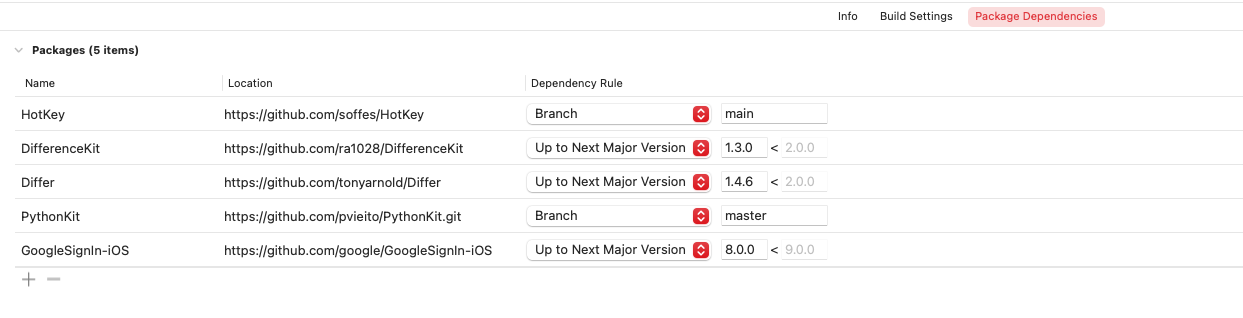 Info Build Settings Package Dependencies
Packages (5 items)
Name Location Dependency Rule
HotKey https://github.com/soffes/HotKey Branch main
DifferenceKit https://github.com/ra1028/DifferenceKit Up to Next Major Version 1.3.0 < 2.0.0
Differ https://github.com/tonyarnold/Differ Up to Next Major Version 1.4.6 < 2.0.0
PythonKit https://github.com/pvieito/PythonKit.git Branch master
GoogleSignIn-iOS https://github.com/google/GoogleSignIn-iOS Up to Next Major Version 8.0.0 < 9.0.0